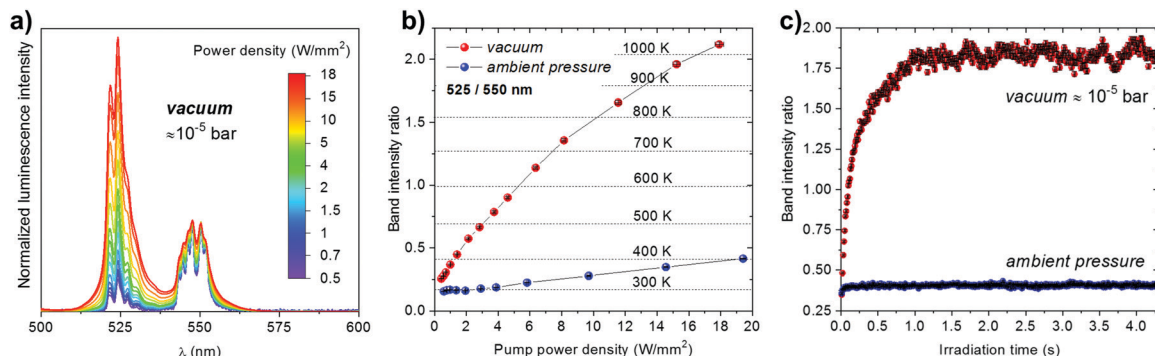 a)
Normalized luminescence intensity
Power density (W/mm²)
vacuum
≈10⁻⁵ bar
18
15
10
6
5
4
2
1.5
1
0.7
0.5
500
525
550
575
600
λ (nm)
b)
Band intensity ratio
2.0
1.5
1.0
0.5
0.0
vacuum
ambient pressure
525 / 550 nm
1000 K
900 K
800 K
700 K
600 K
500 K
400 K
300 K
0 2 4 6 8 10 12 14 16 18 20
Pump power density (W/mm²)
c)
Band intensity ratio
2.00
1.75
1.50
1.25
1.00
0.75
0.50
0.25
vacuum ≈ 10⁻⁵ bar
ambient pressure
0.0 0.5 1.0 1.5 2.0 2.5 3.0 3.5 4.0
Irradiation time (s)